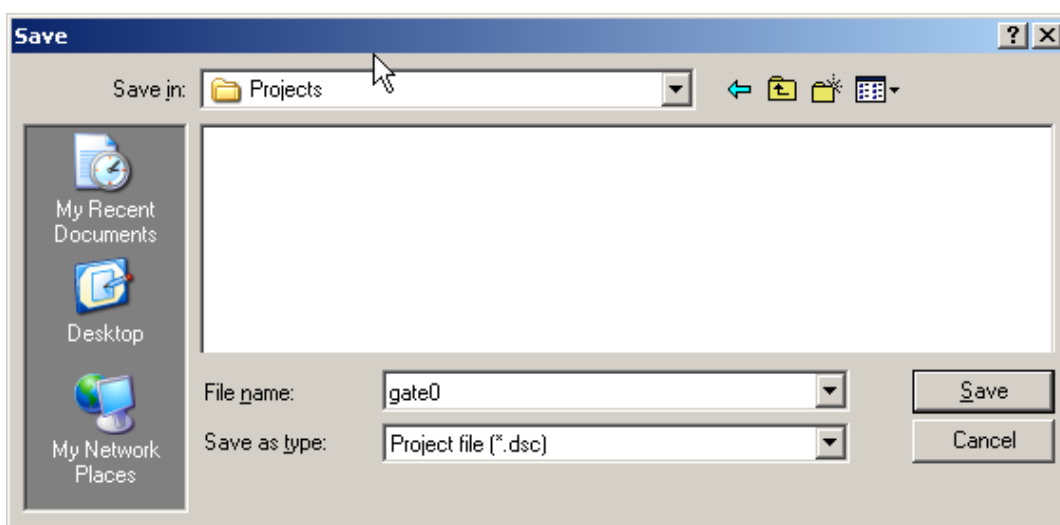 Save
Save in:
Projects
My Recent
Documents
Desktop
My Network
Places
File name:
gate0
Save
Save as type:
Project file (*.dsc)
Cancel